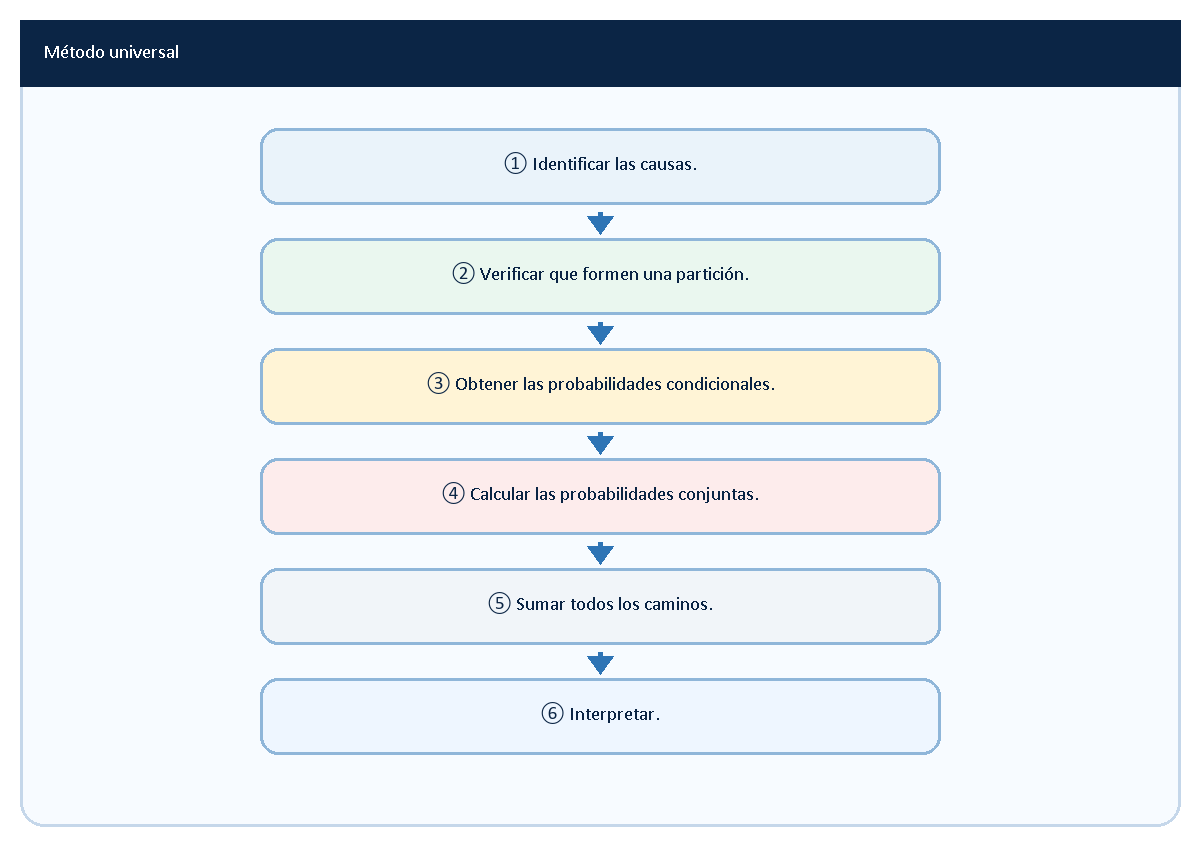 Método universal
① Identificar las causas.
② Verificar que formen una partición.
③ Obtener las probabilidades condicionales.
④ Calcular las probabilidades conjuntas.
⑤ Sumar todos los caminos.
⑥ Interpretar.